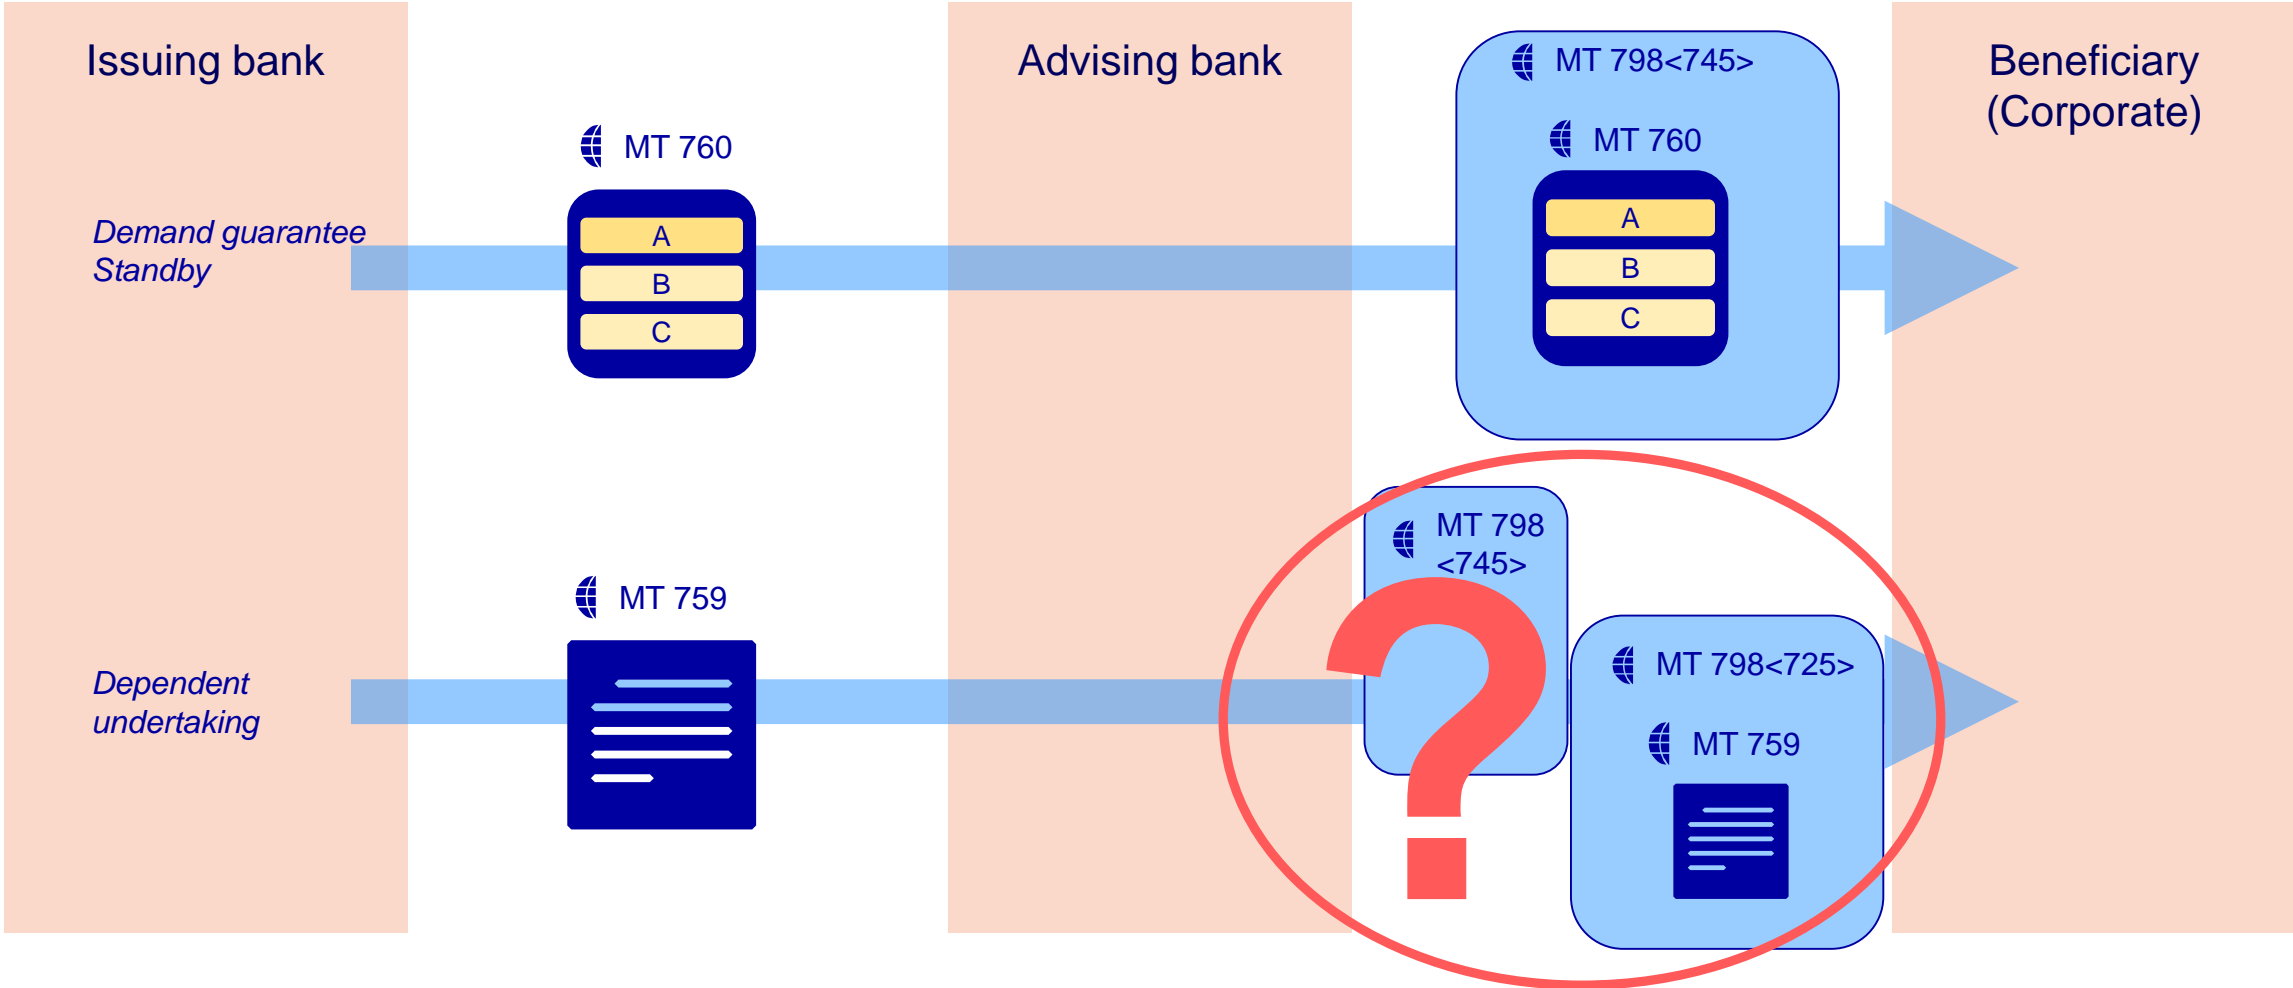 Issuing bank
Advising bank
Beneficiary
(Corporate)
Demand guarantee
Standby
MT 760
A
B
C
MT 798<745>
MT 760
A
B
C
Dependent
undertaking
MT 759
MT 798
<745>
?
MT 798<725>
MT 759